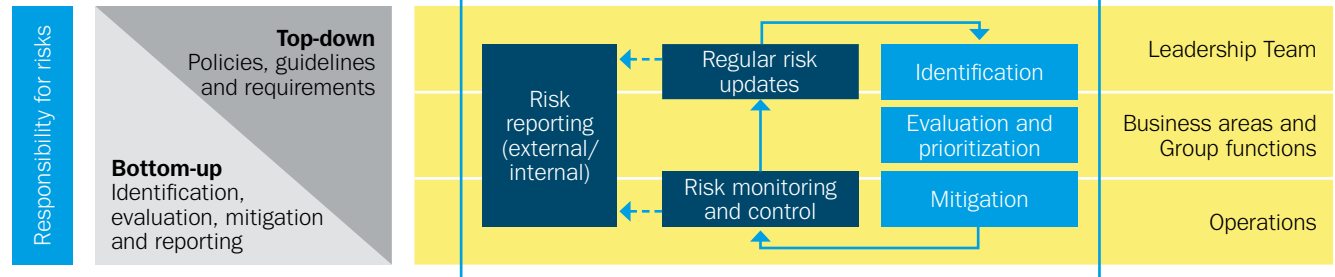 Responsibility for risks
Top-down
Policies, guidelines
and requirements
Bottom-up
Identification,
evaluation, mitigation
and reporting
Risk
reporting
(external/
internal)
Regular risk
updates
Risk monitoring
and control
Identification
Evaluation and
prioritization
Mitigation
Leadership Team
Business areas and
Group functions
Operations